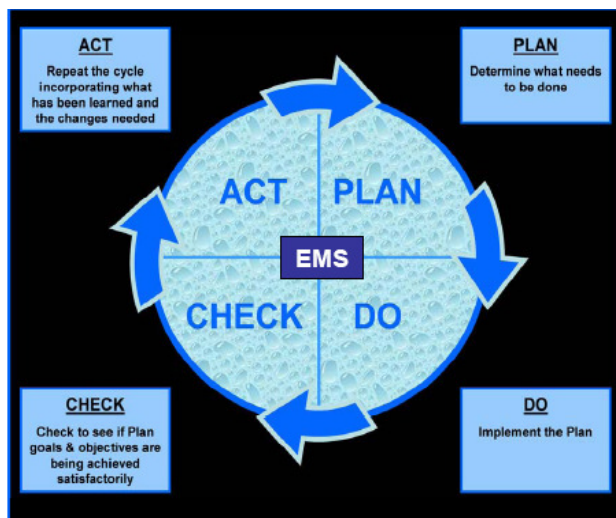 ACT
Repeat the cycle
incorporating what
has been learned and
the changes needed
PLAN
Determine what needs
to be done
ACT
PLAN
EMS
CHECK
DO
CHECK
Check to see if Plan
goals & objectives are
being achieved
satisfactorily
DO
Implement the Plan